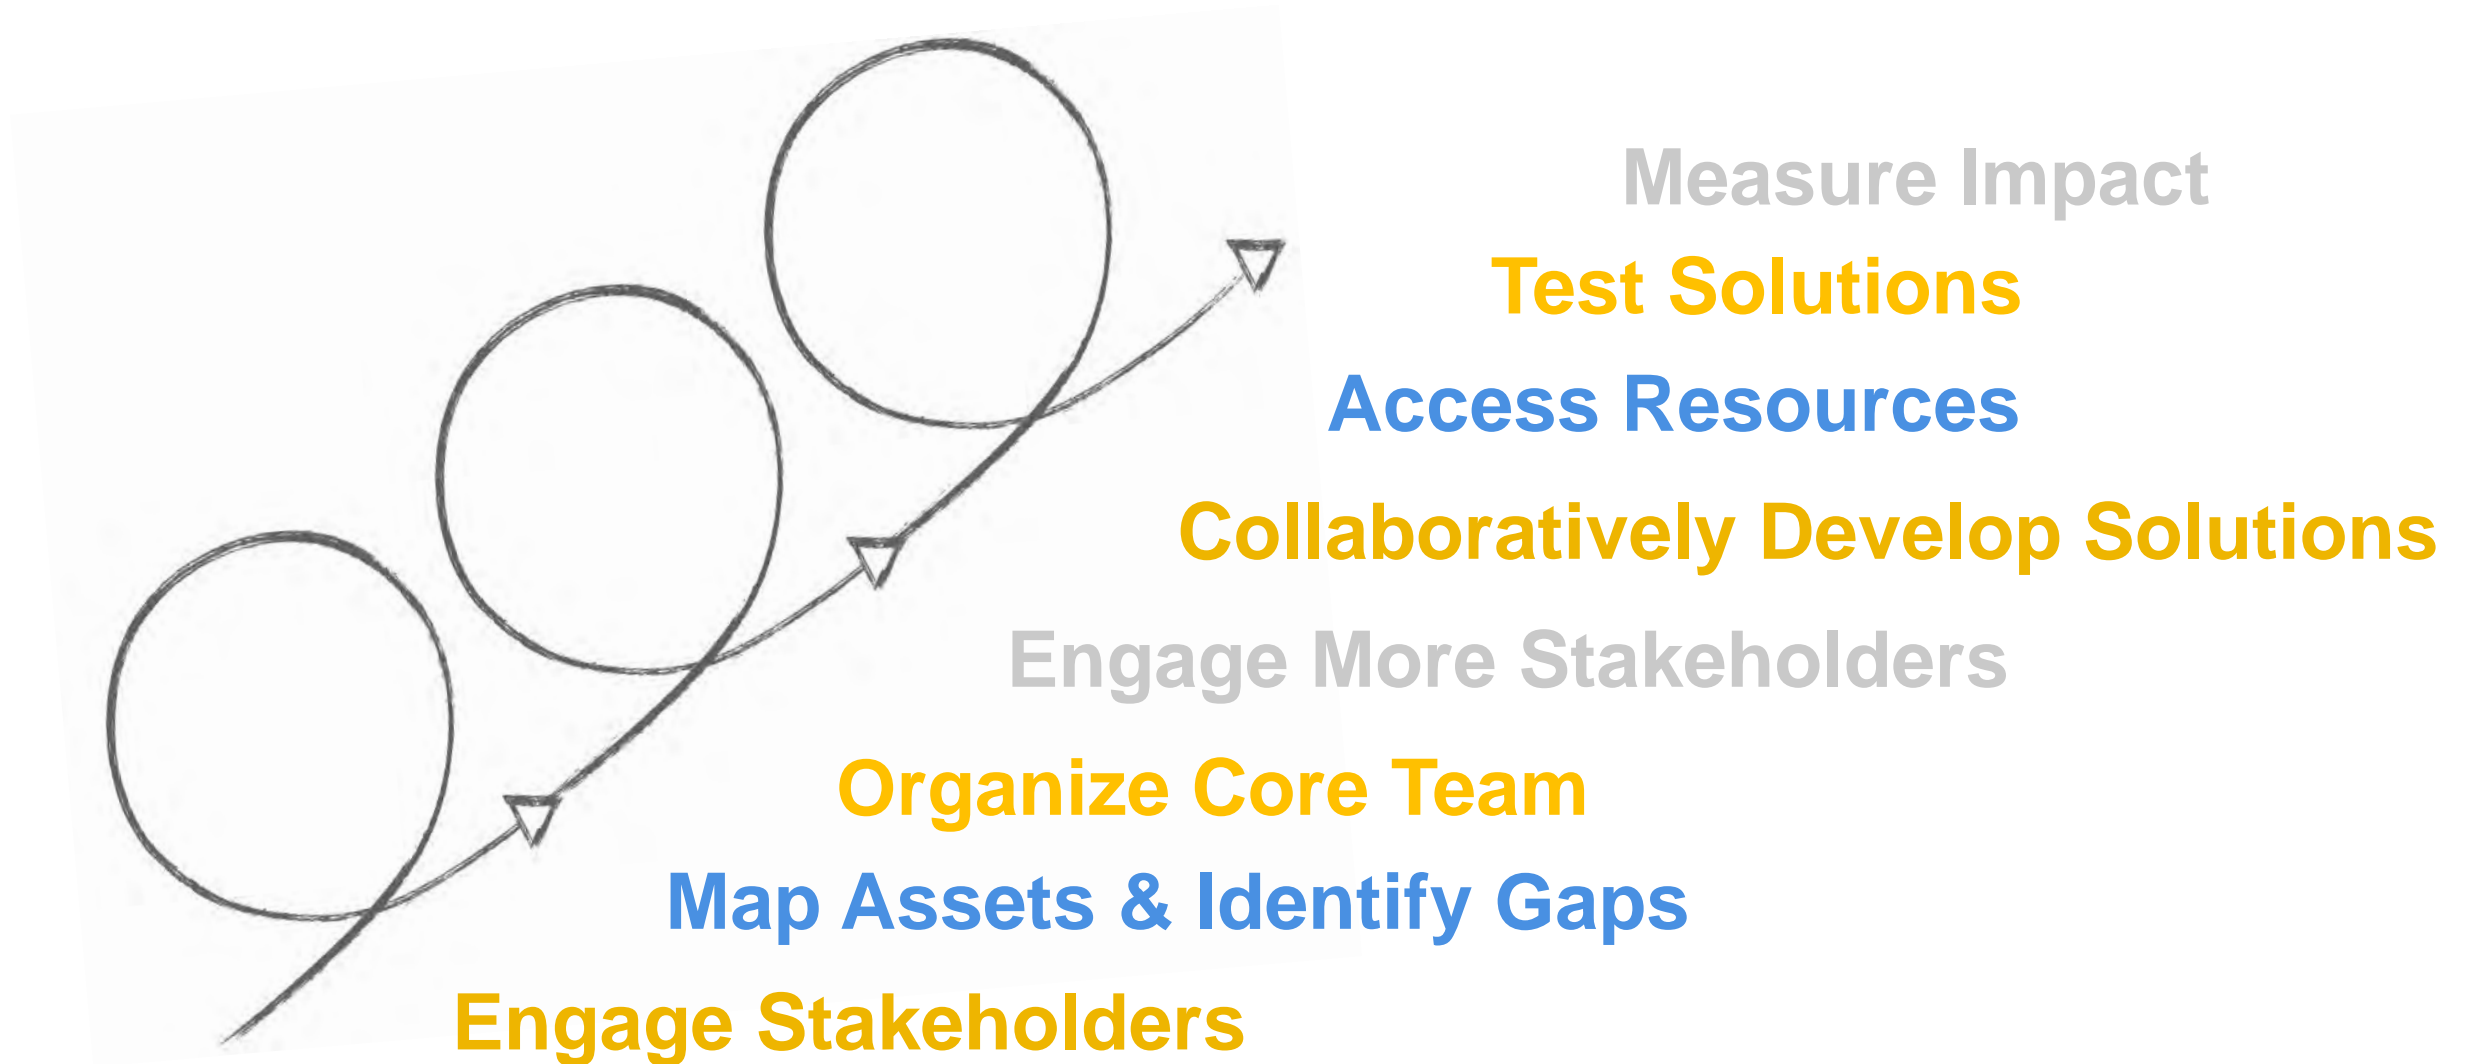 Measure Impact
Test Solutions
Access Resources
Collaboratively Develop Solutions
Engage More Stakeholders
Organize Core Team
Map Assets & Identify Gaps
Engage Stakeholders